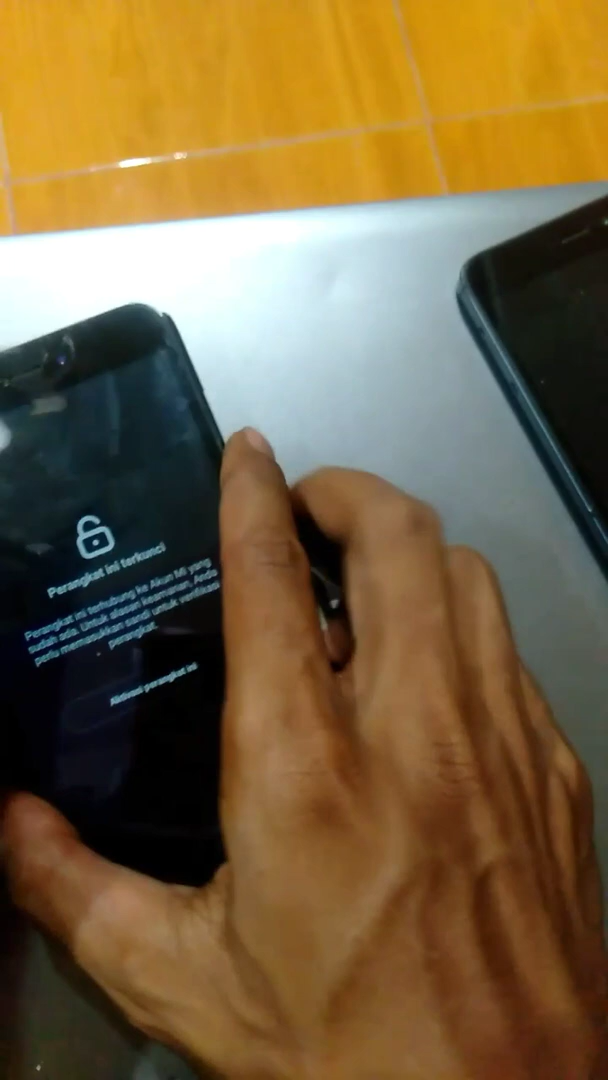 Perangkat ini terkunci
Perangkat ini terhubung ke Akun Mi yang
sudah ada. Untuk alasan keamanan, Anda
perlu memasukkan sandi untuk verifikasi
perangkat.
Aktivasi perangkat ini